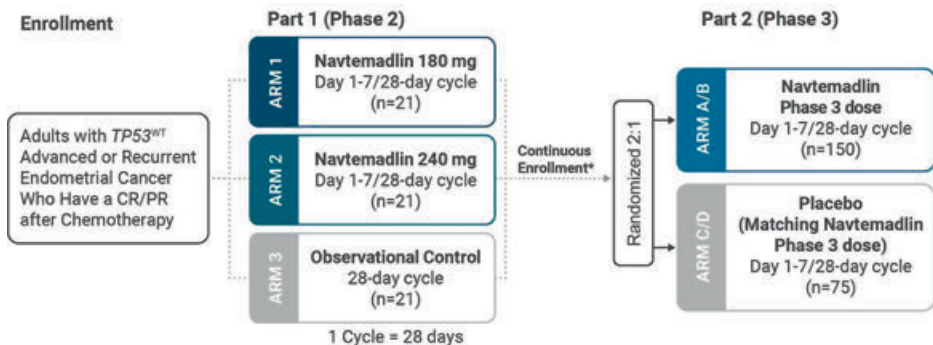 Enrollment
Part 1 (Phase 2)
Part 2 (Phase 3)
Adults with TP53ᵂᵀ
Advanced or Recurrent
Endometrial Cancer
Who Have a CR/PR
after Chemotherapy
ARM 1
Navtemadlin 180 mg
Day 1-7/28-day cycle
(n=21)
ARM 2
Navtemadlin 240 mg
Day 1-7/28-day cycle
(n=21)
ARM 3
Observational Control
28-day cycle
(n=21)
1 Cycle = 28 days
Continuous
Enrollment*
Randomized 2:1
ARM A/B
Navtemadlin
Phase 3 dose
Day 1-7/28-day cycle
(n=150)
ARM C/D
Placebo
(Matching Navtemadlin
Phase 3 dose)
Day 1-7/28-day cycle
(n=75)